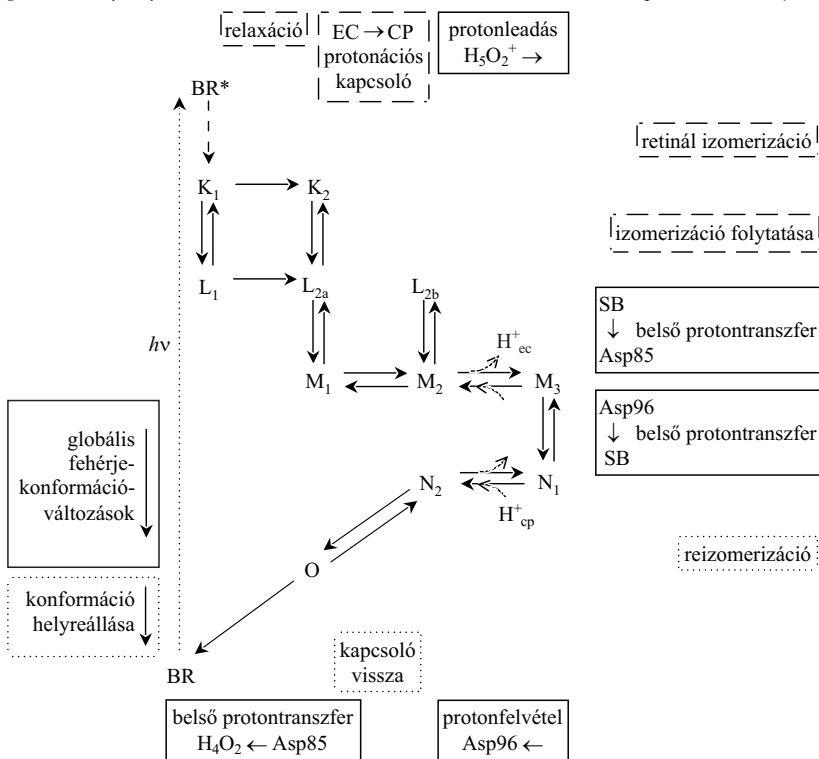 relaxáció
EC → CP
protonációs
kapcsoló
protonleadás
H₅O₂⁺ →
BR*
retinál izomerizáció
K₁ K₂
izomerizáció folytatása
L₁ L₂ₐ L₂b
SB
↓ belső protontranszfer
Asp85
hν
H⁺ec
M₁ M₂ M₃
Asp96
↓ belső protontranszfer
SB
globális
fehérje-
konformáció-
változások
N₂ N₁
H⁺cp
reizomerizáció
O
konformáció
helyreállása
kapcsoló
vissza
BR
belső protontranszfer
H₄O₂ ← Asp85
protonfelvétel
Asp96 ←